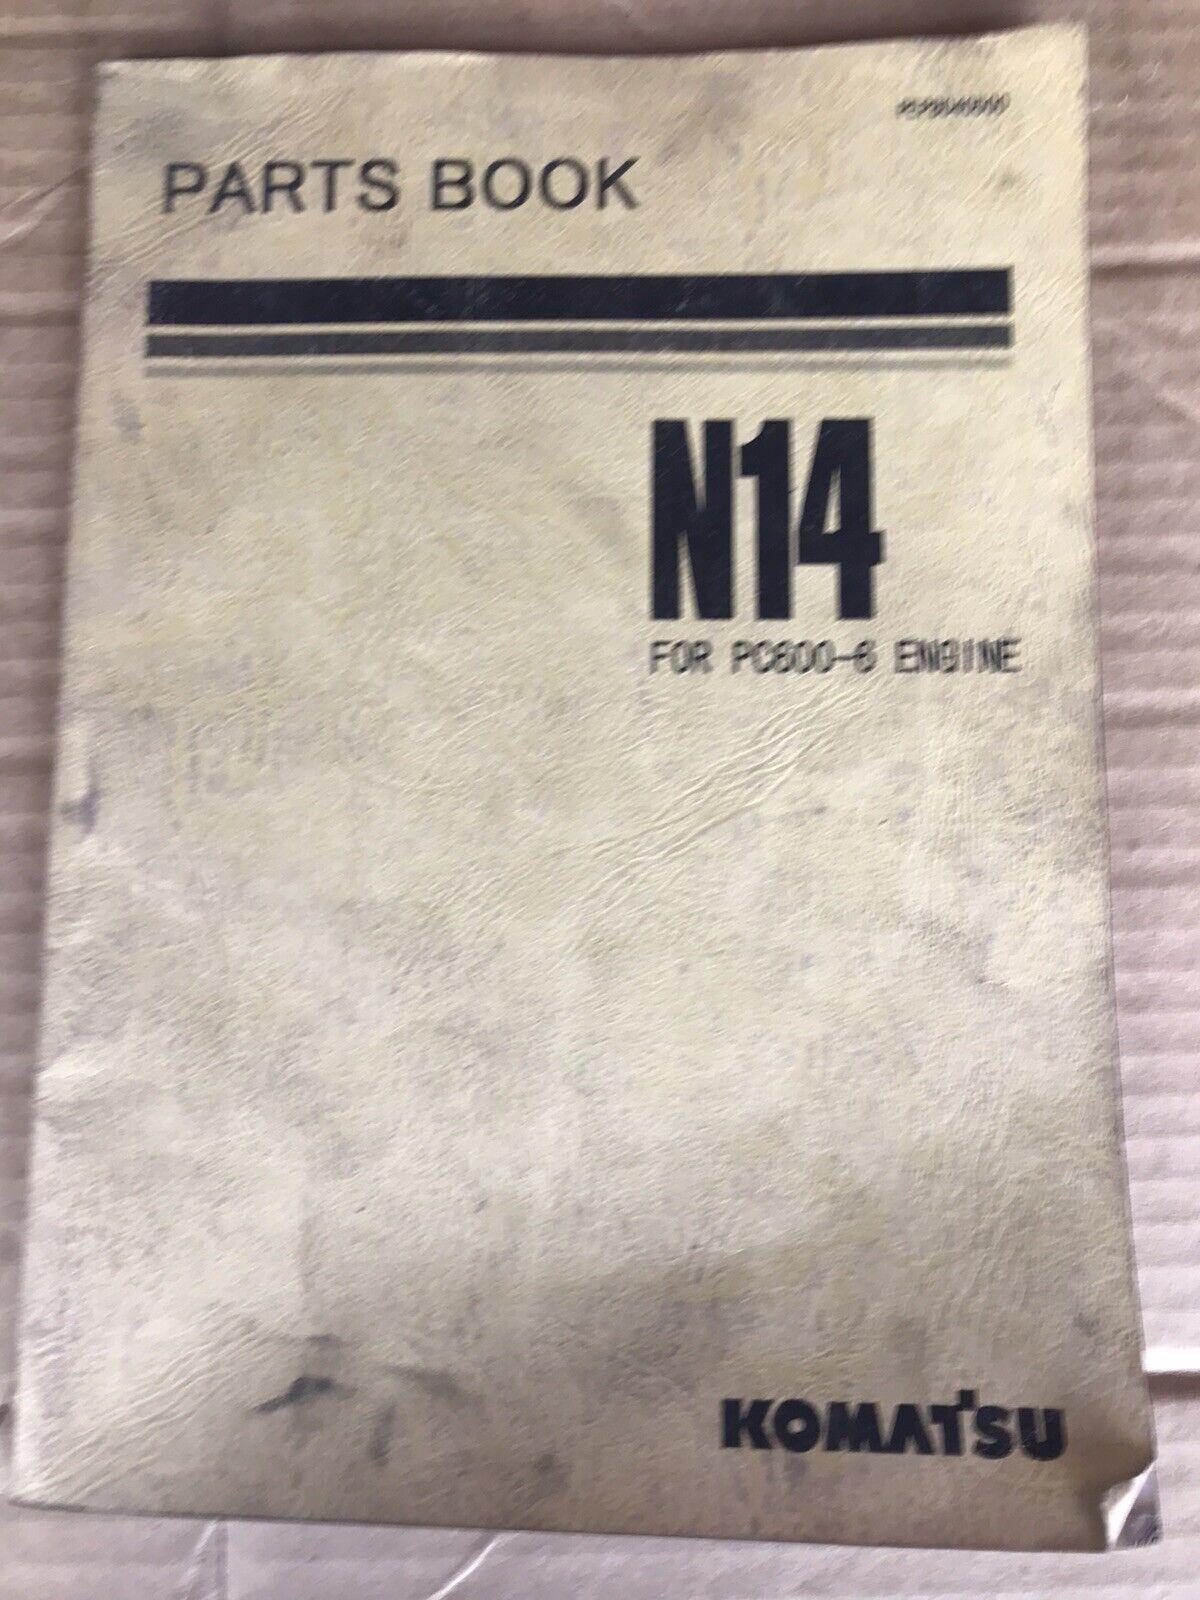 PARTS BOOK
N14
FOR PC600-6 ENGINE
KOMATSU